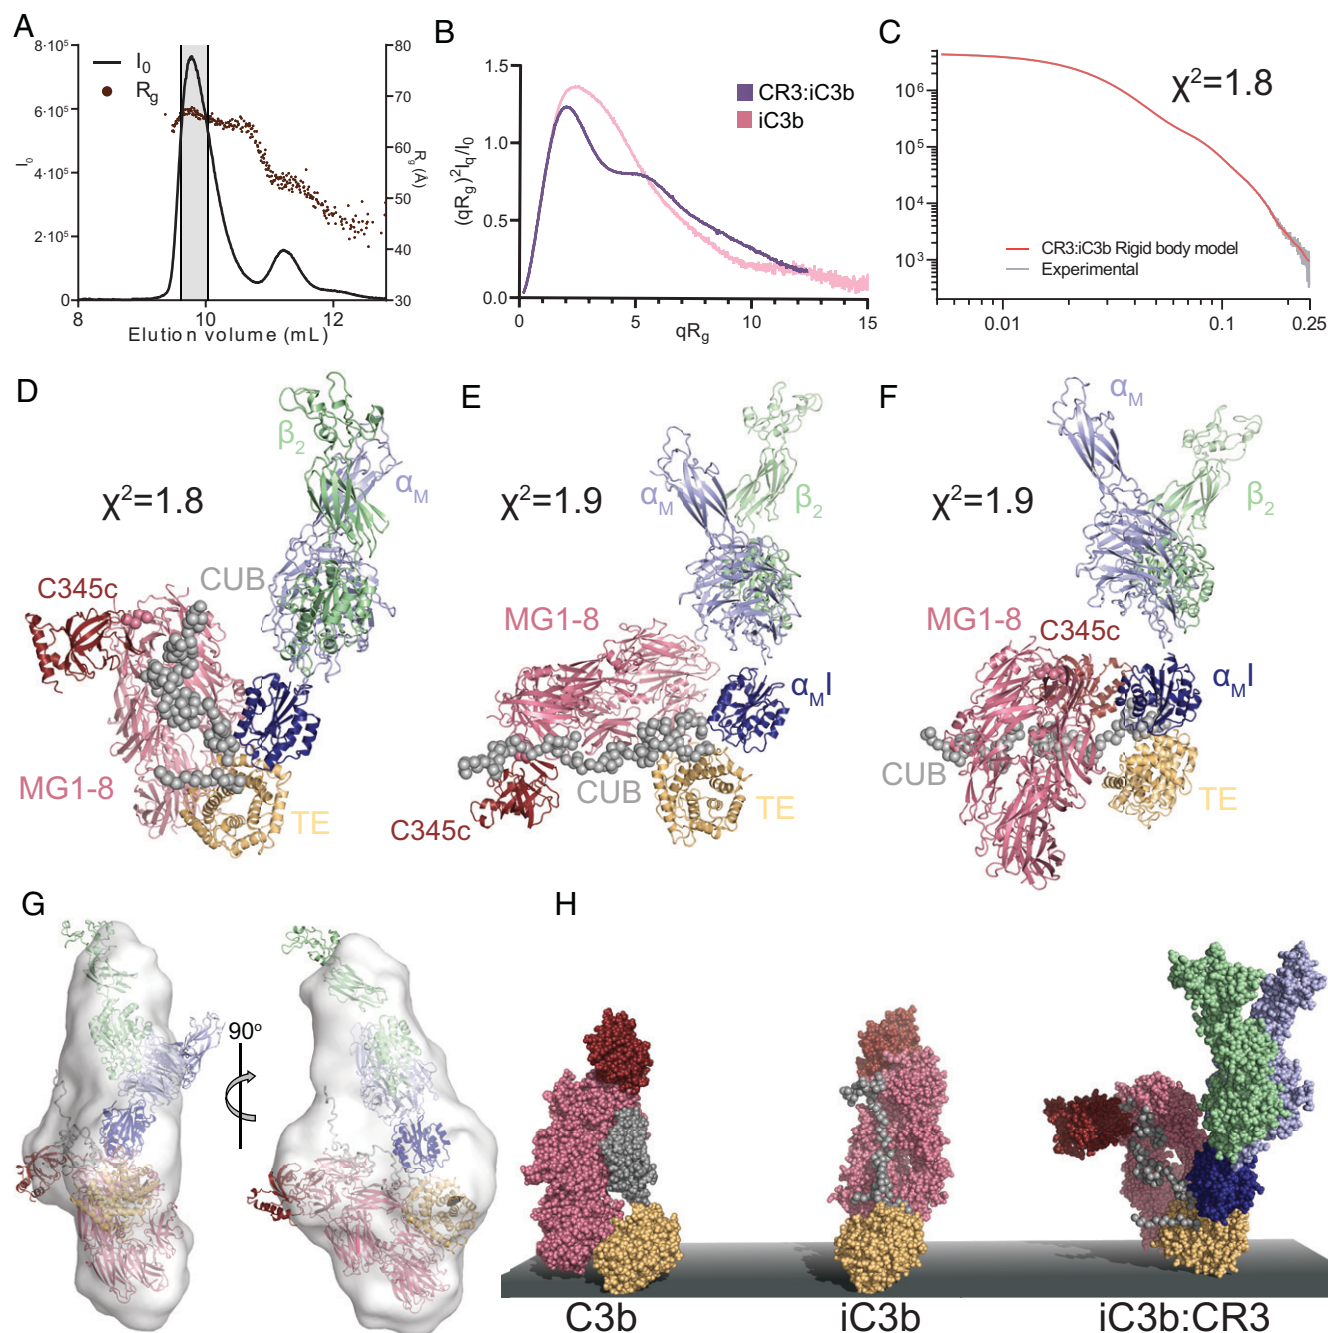 A
8·10⁵
6·10⁵
4·10⁵
2·10⁵
0
I₀
I₀
R_g
80
70
60
50
40
30
R_g (Å)
8
10
12
Elution volume (mL)
B
1.5
1.0
0.5
0.0
(qR_g)²I_q/I₀
CR3:iC3b
iC3b
0
5
10
15
qR_g
C
10⁶
10⁵
10⁴
10³
χ²=1.8
CR3:iC3b Rigid body model
Experimental
0.01
0.1
0.25
D
β₂
α_M
χ²=1.8
CUB
C345c
MG1-8
α_MI
TE
E
α_M
β₂
χ²=1.9
MG1-8
CUB
TE
C345c
F
α_M
β₂
χ²=1.9
MG1-8
C345c
α_MI
CUB
TE
G
90°
H
C3b
iC3b
iC3b:CR3